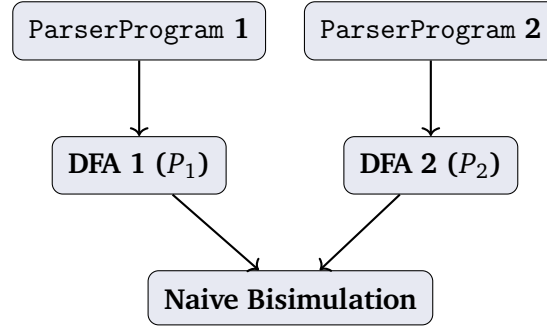 ParserProgram 1
ParserProgram 2
DFA 1 (P₁)
DFA 2 (P₂)
Naive Bisimulation